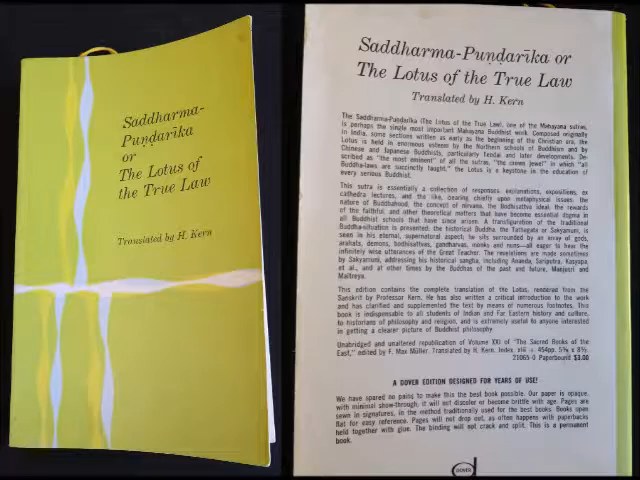 Saddharma-
Puṇḍarīka
or
The Lotus of
the True Law
Translated by H. Kern
Saddharma-Puṇḍarīka or
The Lotus of the True Law
Translated by H. Kern
The Saddharma-Pundarika (The Lotus of the True Law), one of the Mahayana sutras,
is perhaps the single most important Mahayana Buddhist work. Composed originally
in India, some sections written as early as the beginning of the Christian era, the
Lotus is held in enormous esteem by the Northern schools of Buddhism and by
Chinese and Japanese Buddhists, particularly Tendai and later developments. De-
scribed as "the most eminent" of all the sutras, "the crown jewel" in which "all
Buddha-laws are succinctly taught," the Lotus is a keystone in the education of
every serious Buddhist.
This sutra is essentially a collection of responses, explanations, expositions, ex
cathedra lectures, and the like, bearing chiefly upon metaphysical issues: the
nature of Buddhahood, the concept of nirvana, the Bodhisattva ideal, the rewards
of the faithful, and other theoretical matters that have become essential dogma in
all Buddhist schools that have since arisen. A transfiguration of the traditional
Buddha-situation is presented: the historical Buddha, the Tathagata or Sakyamuni, is
seen in his eternal, supernatural aspect; he sits surrounded by an array of gods,
arahats, demons, bodhisattvas, gandharvas, monks and nuns—all eager to hear the
infinitely wise utterances of the Great Teacher. The revelations are made sometimes
by Sakyamuni, addressing his historical sangha, including Ananda, Sariputra, Kasyapa,
et al., and at other times by the Buddhas of the past and future, Manjusri and
Maitreya.
This edition contains the complete translation of the Lotus, rendered from the
Sanskrit by Professor Kern. He has also written a critical introduction to the work
and has clarified and supplemented the text by means of numerous footnotes. This
book is indispensable to all students of Indian and Far Eastern history and culture,
to historians of philosophy and religion, and is extremely useful to anyone interested
in getting a clearer picture of Buddhist philosophy.
Unabridged and unaltered republication of Volume XXI of "The Sacred Books of the
East," edited by F. Max Müller. Translated by H. Kern. Index. xlii + 454pp. 5⅜ x 8½.
21065-0 Paperbound $3.00
A DOVER EDITION DESIGNED FOR YEARS OF USE!
We have spared no pains to make this the best book possible. Our paper is opaque,
with minimal show-through; it will not discolor or become brittle with age. Pages are
sewn in signatures, in the method traditionally used for the best books. Books open
flat for easy reference. Pages will not drop out, as often happens with paperbacks
held together with glue. The binding will not crack and split. This is a permanent
book.
DOVER